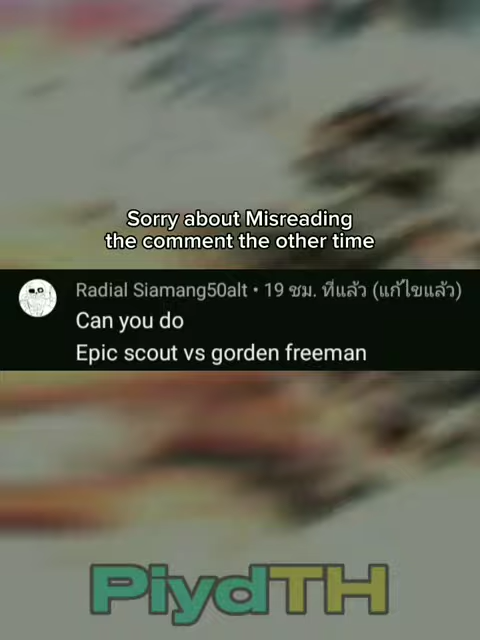 Sorry about Misreading
the comment the other time
Radial Siamang50alt • 19 ชม. ที่แล้ว (แก้ไขแล้ว)
Can you do
Epic scout vs gorden freeman
PiydTH